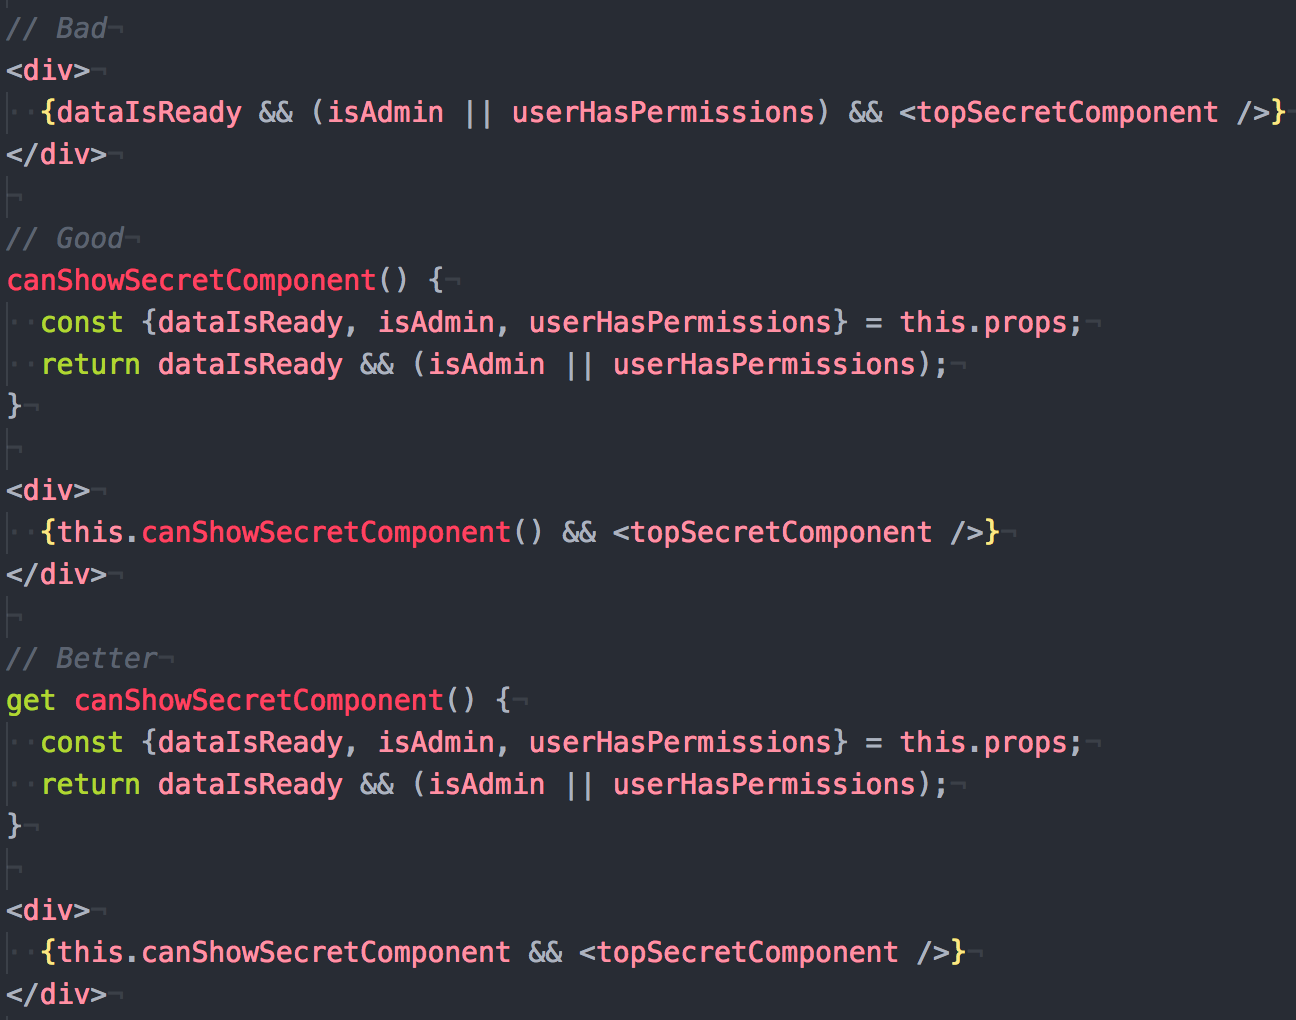 // Bad
<div>
  {dataIsReady && (isAdmin || userHasPermissions) && <topSecretComponent />}
</div>

// Good
canShowSecretComponent() {
  const {dataIsReady, isAdmin, userHasPermissions} = this.props;
  return dataIsReady && (isAdmin || userHasPermissions);
}

<div>
  {this.canShowSecretComponent() && <topSecretComponent />}
</div>

// Better
get canShowSecretComponent() {
  const {dataIsReady, isAdmin, userHasPermissions} = this.props;
  return dataIsReady && (isAdmin || userHasPermissions);
}

<div>
  {this.canShowSecretComponent && <topSecretComponent />}
</div>